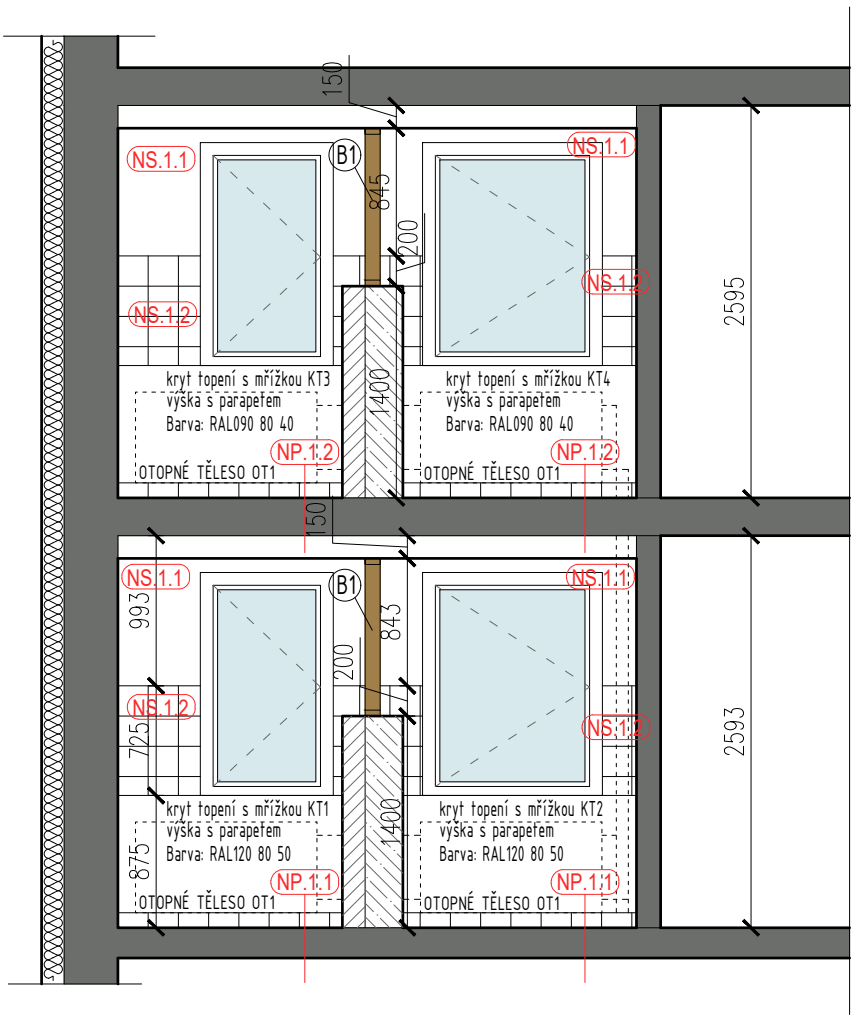 150
NS.1.1
B1
NS.1.1
845
200
NS.1.2
NS.1.2
2595
kryt topení s mřížkou KT3
výška s parapetem
Barva: RAL090 80 40
1400
kryt topení s mřížkou KT4
výška s parapetem
Barva: RAL090 80 40
NP.1.2
NP.1.2
OTOPNÉ TĚLESO OT1
OTOPNÉ TĚLESO OT1
150
NS.1.1
B1
NS.1.1
993
843
200
NS.1.2
NS.1.2
725
2593
kryt topení s mřížkou KT1
výška s parapetem
Barva: RAL120 80 50
1400
kryt topení s mřížkou KT2
výška s parapetem
Barva: RAL120 80 50
875
NP.1.1
NP.1.1
OTOPNÉ TĚLESO OT1
OTOPNÉ TĚLESO OT1